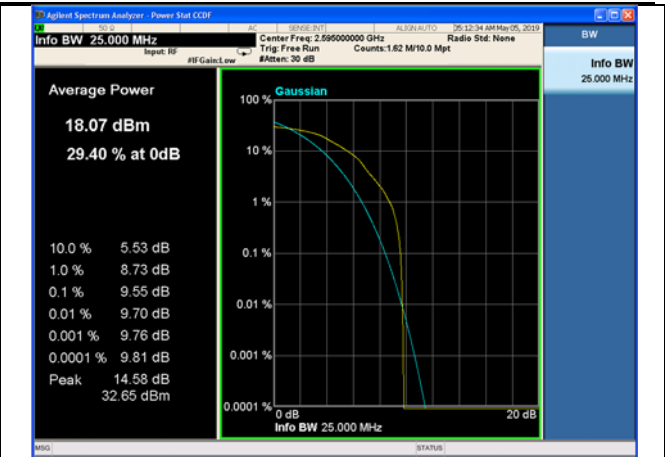 Agilent Spectrum Analyzer - Power Stat CCDF
50 Ω AC SENSE:INT ALIGN AUTO 05:12:34 AM May 05, 2019
Info BW 25.000 MHz
Center Freq: 2.595000000 GHz Radio Std: None
Input: RF Trig: Free Run Counts:1.62 M/10.0 Mpt
#IFGain:Low #Atten: 30 dB
BW
Info BW
25.000 MHz
Average Power
18.07 dBm
29.40 % at 0dB
10.0 % 5.53 dB
1.0 % 8.73 dB
0.1 % 9.55 dB
0.01 % 9.70 dB
0.001 % 9.76 dB
0.0001 % 9.81 dB
Peak 14.58 dB
32.65 dBm
Gaussian
100 %
10 %
1 %
0.1 %
0.01 %
0.001 %
0.0001 %
0 dB 20 dB
Info BW 25.000 MHz
MSG STATUS